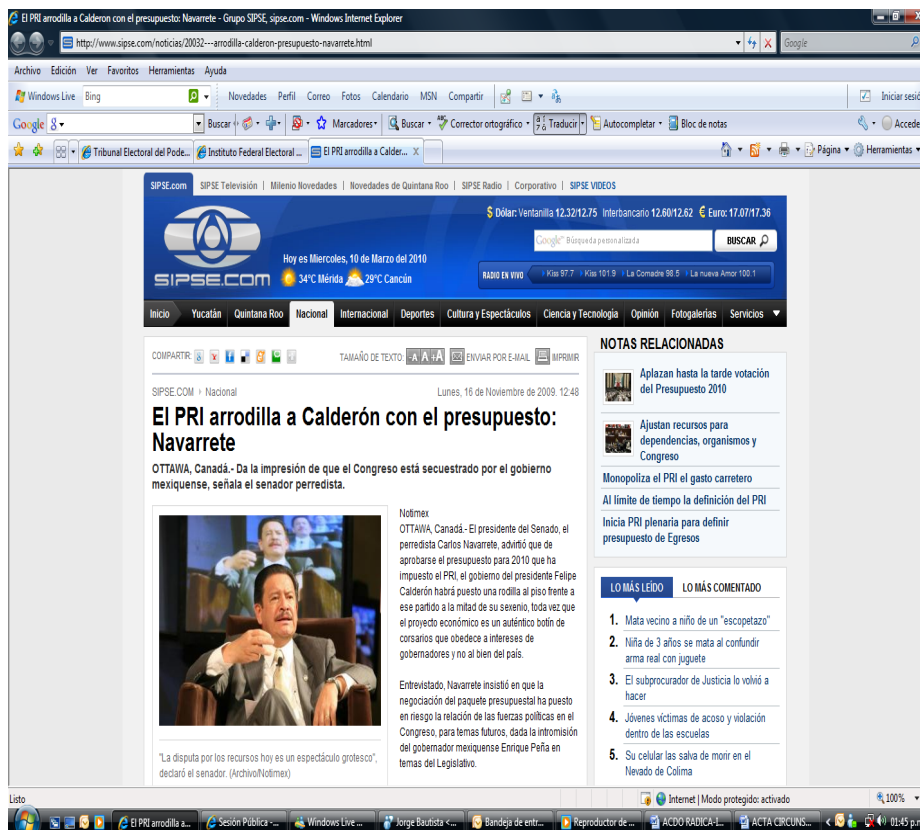 El PRI arrodilla a Calderon con el presupuesto: Navarrete - Grupo SIPSE, sipse.com - Windows Internet Explorer
http://www.sipse.com/noticias/20032---arrodilla-calderon-presupuesto-navarrete.html
Google
Archivo Edición Ver Favoritos Herramientas Ayuda
Windows Live Bing Novedades Perfil Correo Fotos Calendario MSN Compartir Iniciar sesió
Google Buscar Marcadores Buscar Corrector ortográfico Traducir Autocompletar Bloc de notas Accede
Tribunal Electoral del Pode... Instituto Federal Electoral ... El PRI arrodilla a Calder... X Página Herramientas
SIPSE.com SIPSE Televisión | Milenio Novedades | Novedades de Quintana Roo | SIPSE Radio | Corporativo | SIPSE VIDEOS
$ Dólar: Ventanilla 12.32/12.75 Interbancario 12.60/12.62 € Euro: 17.07/17.36
Google Búsqueda personalizada BUSCAR
Hoy es Miercoles, 10 de Marzo del 2010
SIPSE.COM 34°C Mérida 29°C Cancún
RADIO EN VIVO Kiss 97.7 Kiss 101.9 La Comadre 98.5 La nueva Amor 100.1
Inicio Yucatán Quintana Roo Nacional Internacional Deportes Cultura y Espectáculos Ciencia y Tecnología Opinión Fotogalerías Servicios
COMPARTIR: TAMAÑO DE TEXTO: -A A +A ENVIAR POR E-MAIL IMPRIMIR
SIPSE.COM › Nacional Lunes, 16 de Noviembre de 2009. 12:48
El PRI arrodilla a Calderón con el presupuesto:
Navarrete
OTTAWA, Canadá.- Da la impresión de que el Congreso está secuestrado por el gobierno
mexiquense, señala el senador perredista.
Notimex
OTTAWA, Canadá.- El presidente del Senado, el
perredista Carlos Navarrete, advirtió que de
aprobarse el presupuesto para 2010 que ha
impuesto el PRI, el gobierno del presidente Felipe
Calderón habrá puesto una rodilla al piso frente a
ese partido a la mitad de su sexenio, toda vez que
el proyecto económico es un auténtico botín de
corsarios que obedece a intereses de
gobernadores y no al bien del país.
Entrevistado, Navarrete insistió en que la
negociación del paquete presupuestal ha puesto
en riesgo la relación de las fuerzas políticas en el
Congreso, para temas futuros, dada la intromisión
del gobernador mexiquense Enrique Peña en
temas del Legislativo.
"La disputa por los recursos hoy es un espectáculo grotesco",
declaró el senador. (Archivo/Notimex)
NOTAS RELACIONADAS
Aplazan hasta la tarde votación
del Presupuesto 2010
Ajustan recursos para
dependencias, organismos y
Congreso
Monopoliza el PRI el gasto carretero
Al límite de tiempo la definición del PRI
Inicia PRI plenaria para definir
presupuesto de Egresos
LO MÁS LEÍDO LO MÁS COMENTADO
1. Mata vecino a niño de un "escopetazo"
2. Niña de 3 años se mata al confundir
arma real con juguete
3. El subprocurador de Justicia lo volvió a
hacer
4. Jóvenes víctimas de acoso y violación
dentro de las escuelas
5. Su celular las salva de morir en el
Nevado de Colima
Listo Internet | Modo protegido: activado 100%
El PRI arrodilla a... Sesión Pública -... Windows Live ... Jorge Bautista <... Bandeja de entr... Reproductor de ... ACDO RADICA-I... ACTA CIRCUNS... 01:45 p.